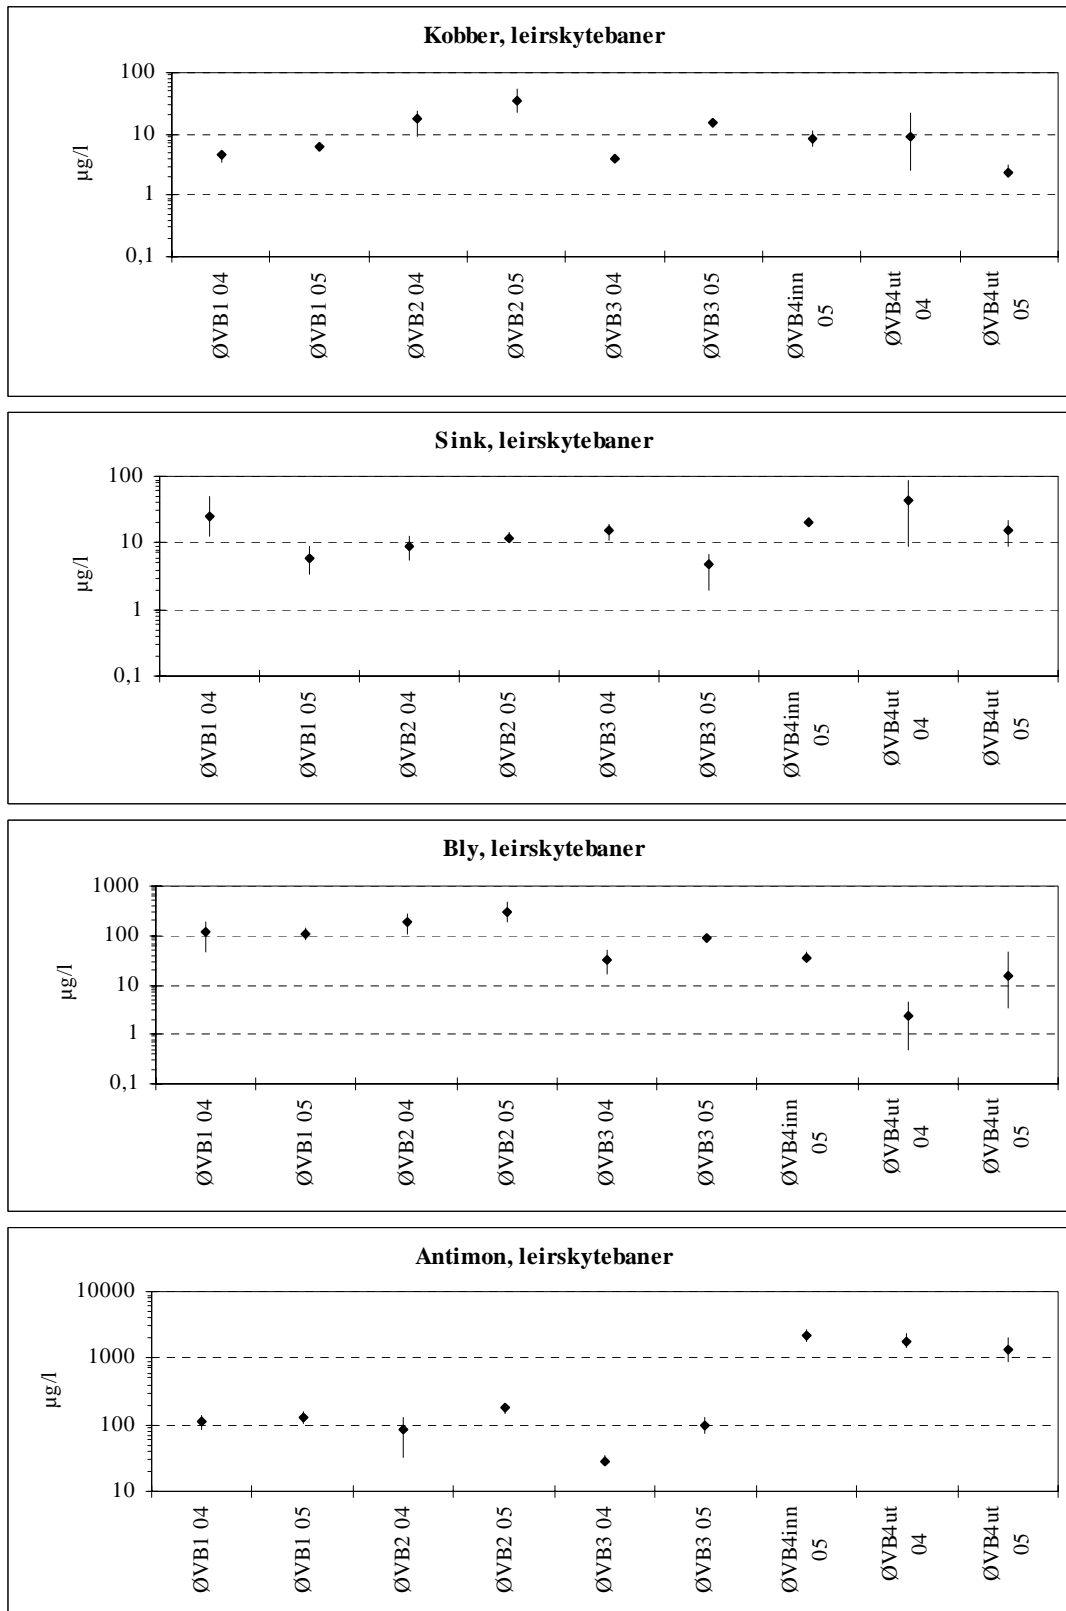 Kobber, leirskytebaner
100
10
1
0,1
µg/l
ØVB1 04
ØVB1 05
ØVB2 04
ØVB2 05
ØVB3 04
ØVB3 05
ØVB4inn
05
ØVB4ut
04
ØVB4ut
05
Sink, leirskytebaner
100
10
1
0,1
µg/l
ØVB1 04
ØVB1 05
ØVB2 04
ØVB2 05
ØVB3 04
ØVB3 05
ØVB4inn
05
ØVB4ut
04
ØVB4ut
05
Bly, leirskytebaner
1000
100
10
1
0,1
µg/l
ØVB1 04
ØVB1 05
ØVB2 04
ØVB2 05
ØVB3 04
ØVB3 05
ØVB4inn
05
ØVB4ut
04
ØVB4ut
05
Antimon, leirskytebaner
10000
1000
100
10
µg/l
ØVB1 04
ØVB1 05
ØVB2 04
ØVB2 05
ØVB3 04
ØVB3 05
ØVB4inn
05
ØVB4ut
04
ØVB4ut
05